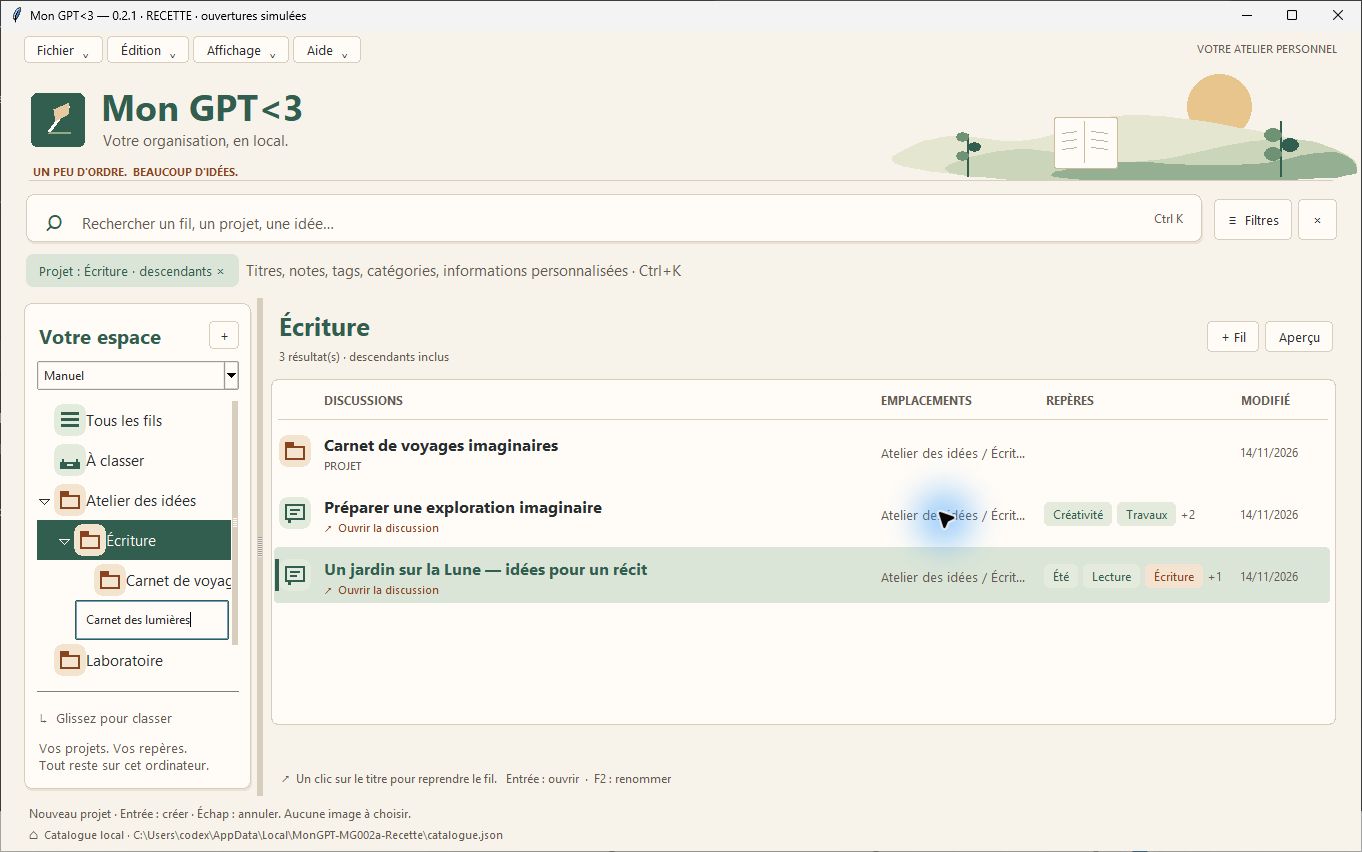 Mon GPT<3 — 0.2.1 · RECETTE · ouvertures simulées
Fichier
Édition
Affichage
Aide
VOTRE ATELIER PERSONNEL
Mon GPT<3
Votre organisation, en local.
UN PEU D'ORDRE. BEAUCOUP D'IDÉES.
Rechercher un fil, un projet, une idée…
Ctrl K
≡ Filtres
×
Projet : Écriture · descendants ×
Titres, notes, tags, catégories, informations personnalisées · Ctrl+K
Votre espace
+
Manuel
Tous les fils
À classer
Atelier des idées
Écriture
Carnet de voyag
Carnet des lumières
Laboratoire
↳ Glissez pour classer
Vos projets. Vos repères.
Tout reste sur cet ordinateur.
Écriture
3 résultat(s) · descendants inclus
+ Fil
Aperçu
DISCUSSIONS
EMPLACEMENTS
REPÈRES
MODIFIÉ
Carnet de voyages imaginaires
PROJET
Atelier des idées / Écrit...
14/11/2026
Préparer une exploration imaginaire
↗ Ouvrir la discussion
Atelier des idées / Écrit...
Créativité
Travaux
+2
14/11/2026
Un jardin sur la Lune — idées pour un récit
↗ Ouvrir la discussion
Atelier des idées / Écrit...
Été
Lecture
Écriture
+1
14/11/2026
↗ Un clic sur le titre pour reprendre le fil. Entrée : ouvrir · F2 : renommer
Nouveau projet · Entrée : créer · Échap : annuler. Aucune image à choisir.
⌂ Catalogue local · C:\Users\codex\AppData\Local\MonGPT-MG002a-Recette\catalogue.json